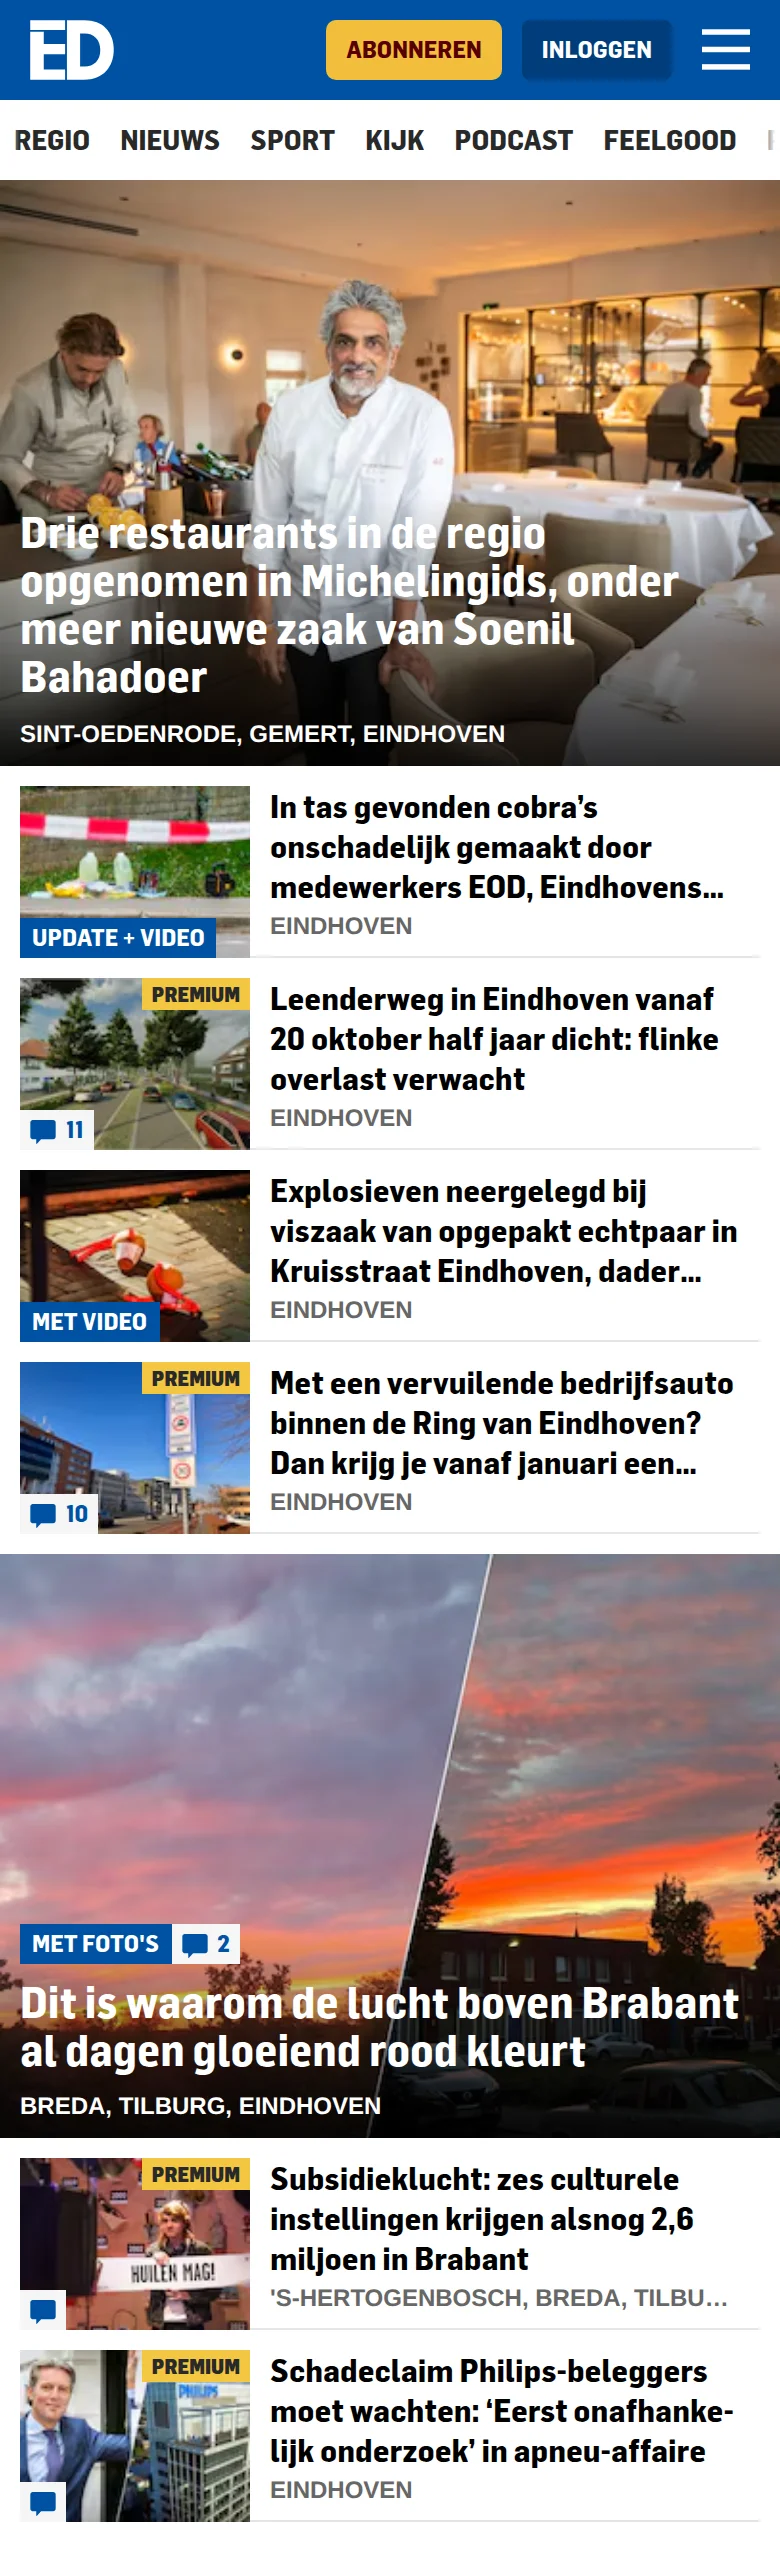 ED
ABONNEREN
INLOGGEN
REGIO NIEUWS SPORT KIJK PODCAST FEELGOOD
Drie restaurants in de regio
opgenomen in Michelingids, onder
meer nieuwe zaak van Soenil
Bahadoer
SINT-OEDENRODE, GEMERT, EINDHOVEN
UPDATE + VIDEO
In tas gevonden cobra’s
onschadelijk gemaakt door
medewerkers EOD, Eindhovens...
EINDHOVEN
PREMIUM
11
Leenderweg in Eindhoven vanaf
20 oktober half jaar dicht: flinke
overlast verwacht
EINDHOVEN
MET VIDEO
Explosieven neergelegd bij
viszaak van opgepakt echtpaar in
Kruisstraat Eindhoven, dader...
EINDHOVEN
PREMIUM
10
Met een vervuilende bedrijfsauto
binnen de Ring van Eindhoven?
Dan krijg je vanaf januari een...
EINDHOVEN
MET FOTO'S
2
Dit is waarom de lucht boven Brabant
al dagen gloeiend rood kleurt
BREDA, TILBURG, EINDHOVEN
PREMIUM
HUILEN MAG!
Subsidieklucht: zes culturele
instellingen krijgen alsnog 2,6
miljoen in Brabant
'S-HERTOGENBOSCH, BREDA, TILBU...
PREMIUM
PHILIPS
Schadeclaim Philips-beleggers
moet wachten: ‘Eerst onafhanke-
lijk onderzoek’ in apneu-affaire
EINDHOVEN